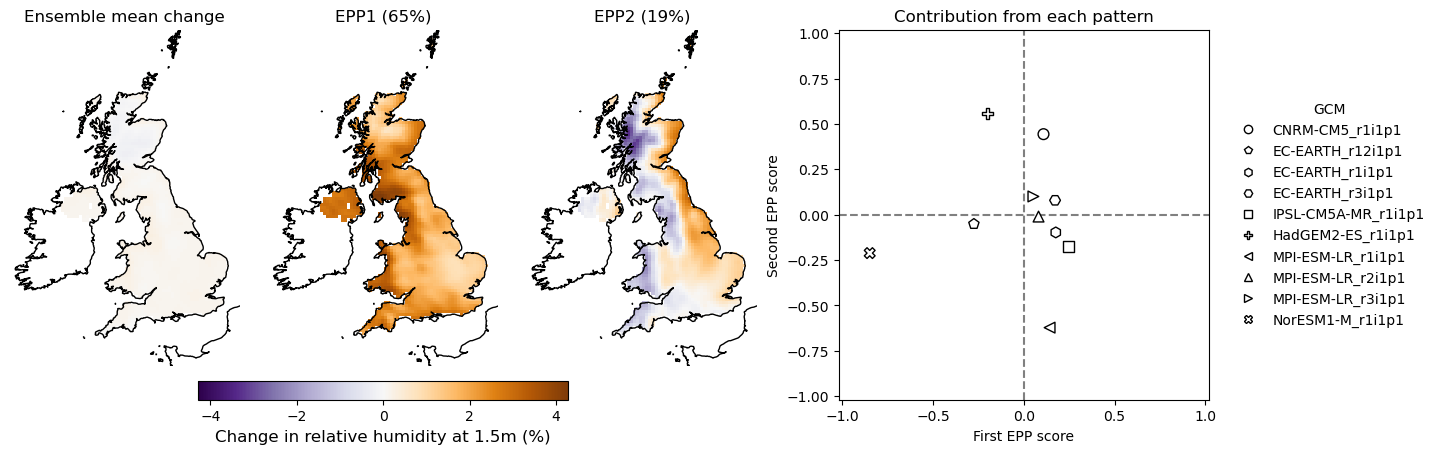 Ensemble mean change
EPP1 (65%)
EPP2 (19%)
−4 −2 0 2 4
Change in relative humidity at 1.5m (%)
Contribution from each pattern
1.00
0.75
0.50
0.25
0.00
−0.25
−0.50
−0.75
−1.00
Second EPP score
−1.0 −0.5 0.0 0.5 1.0
First EPP score
GCM
CNRM-CM5_r1i1p1
EC-EARTH_r12i1p1
EC-EARTH_r1i1p1
EC-EARTH_r3i1p1
IPSL-CM5A-MR_r1i1p1
HadGEM2-ES_r1i1p1
MPI-ESM-LR_r1i1p1
MPI-ESM-LR_r2i1p1
MPI-ESM-LR_r3i1p1
NorESM1-M_r1i1p1